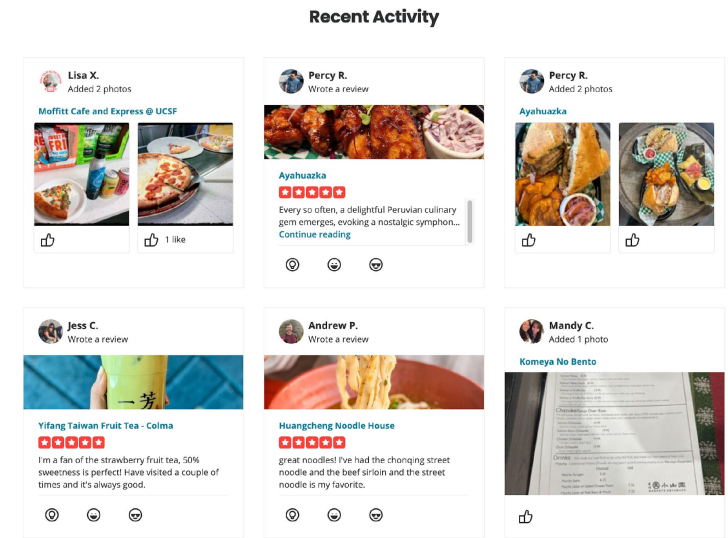 Recent Activity
Lisa X.
Added 2 photos
Moffitt Cafe and Express @ UCSF
1 like
Percy R.
Wrote a review
Ayahuazka
Every so often, a delightful Peruvian culinary
gem emerges, evoking a nostalgic symphon...
Continue reading
Percy R.
Added 2 photos
Ayahuazka
Jess C.
Wrote a review
一芳
Yifang Taiwan Fruit Tea - Colma
I'm a fan of the strawberry fruit tea, 50%
sweetness is perfect! Have visited a couple of
times and it's always good.
Andrew P.
Wrote a review
Huangcheng Noodle House
great noodles! I've had the chonqing street
noodle and the beef sirloin and the street
noodle is my favorite.
Mandy C.
Added 1 photo
Komeya No Bento
Drinks